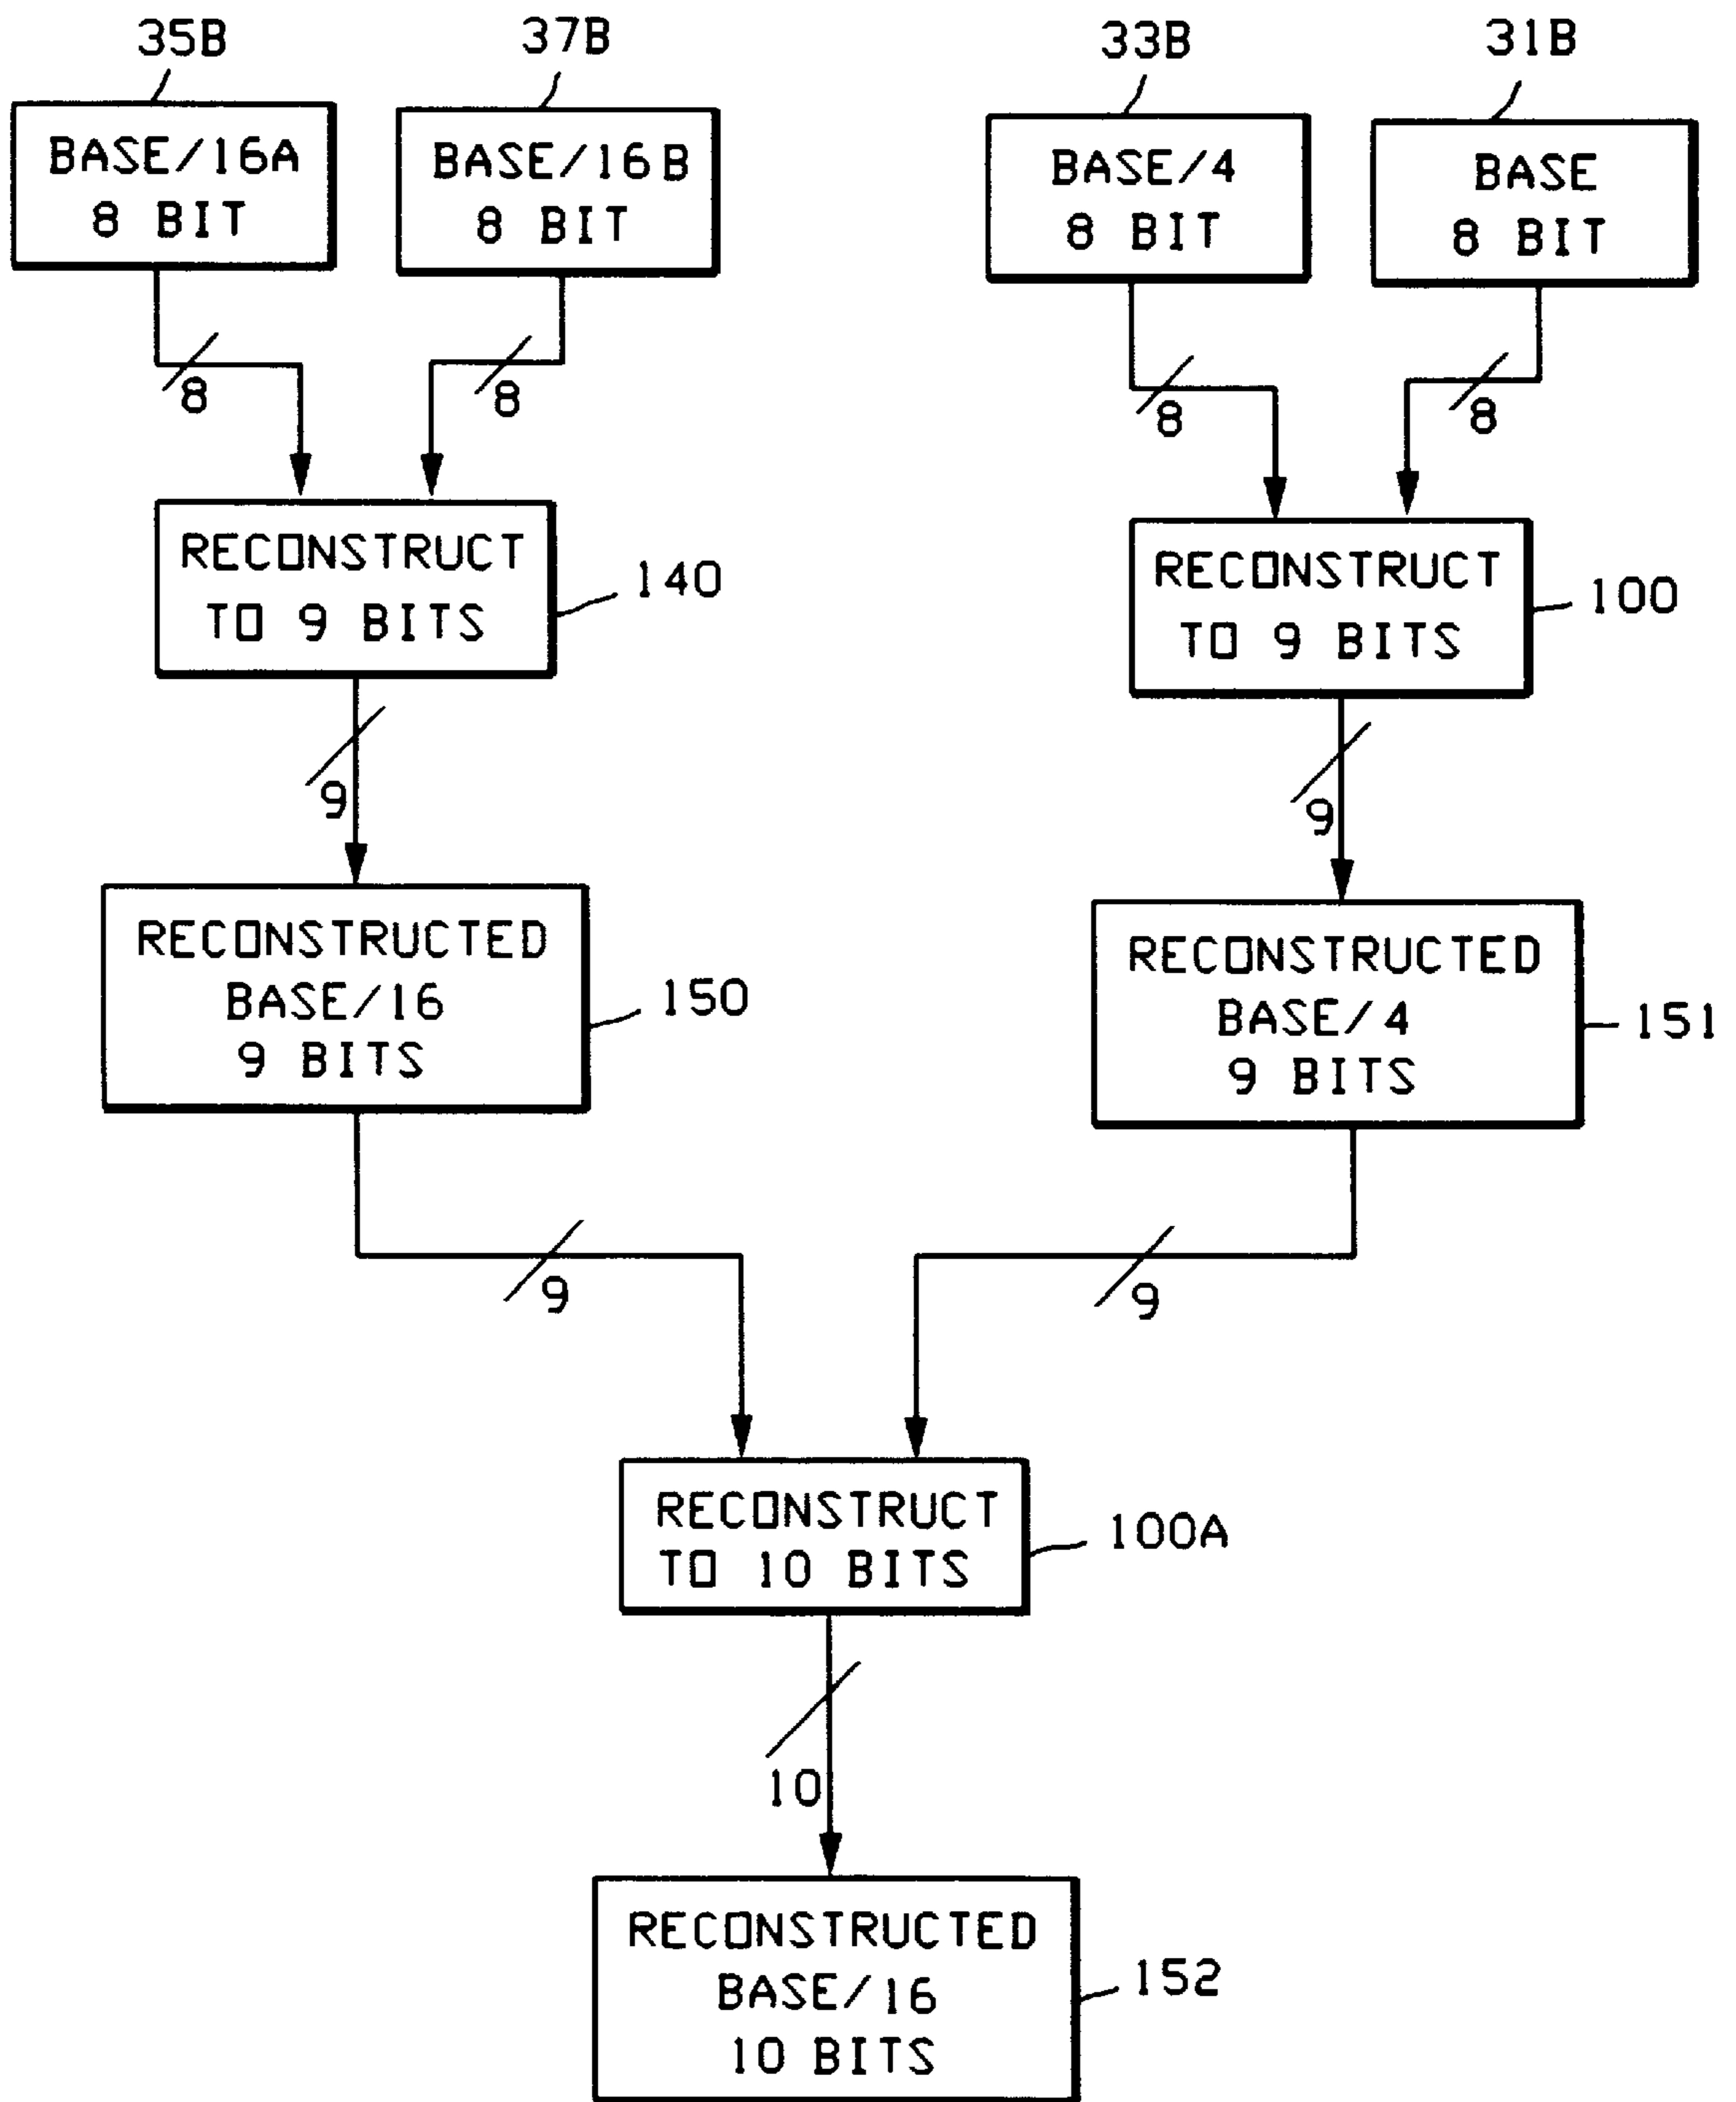 35B
37B
33B
31B
BASE/16A
8 BIT
BASE/16B
8 BIT
BASE/4
8 BIT
BASE
8 BIT
8
8
8
8
RECONSTRUCT
TO 9 BITS
140
RECONSTRUCT
TO 9 BITS
100
9
9
RECONSTRUCTED
BASE/16
9 BITS
150
RECONSTRUCTED
BASE/4
9 BITS
151
9
9
RECONSTRUCT
TO 10 BITS
100A
10
RECONSTRUCTED
BASE/16
10 BITS
152